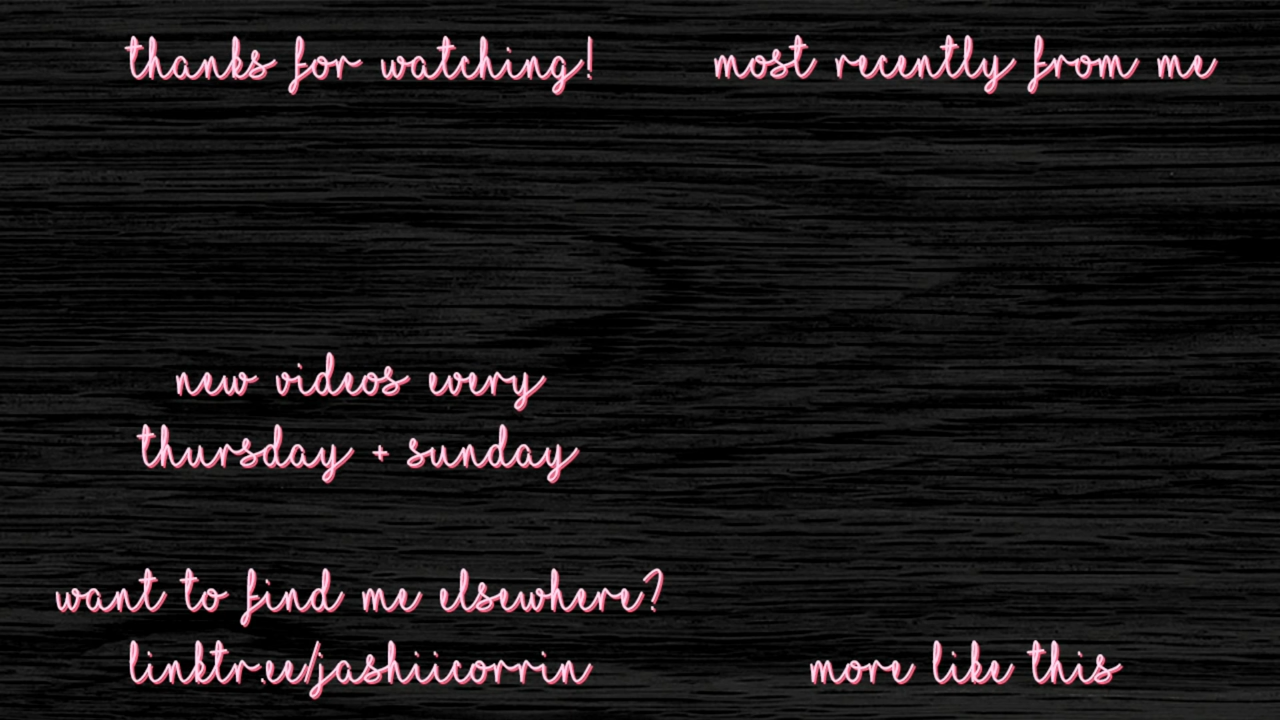 thanks for watching!
most recently from me
new videos every
thursday + sunday
want to find me elsewhere?
linktr.ee/jashiicorrin
more like this